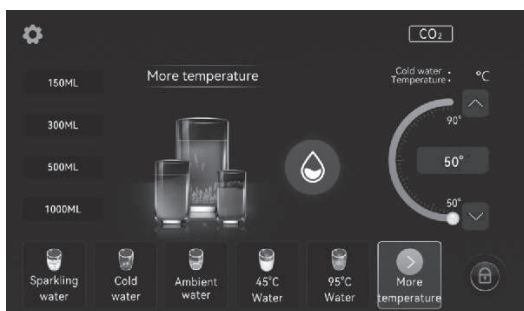 CO₂
More temperature
Cold water
Temperature :
°C
150ML
300ML
500ML
1000ML
90°
50°
50°
Sparkling
water
Cold
water
Ambient
water
45°C
Water
95°C
Water
More
temperature